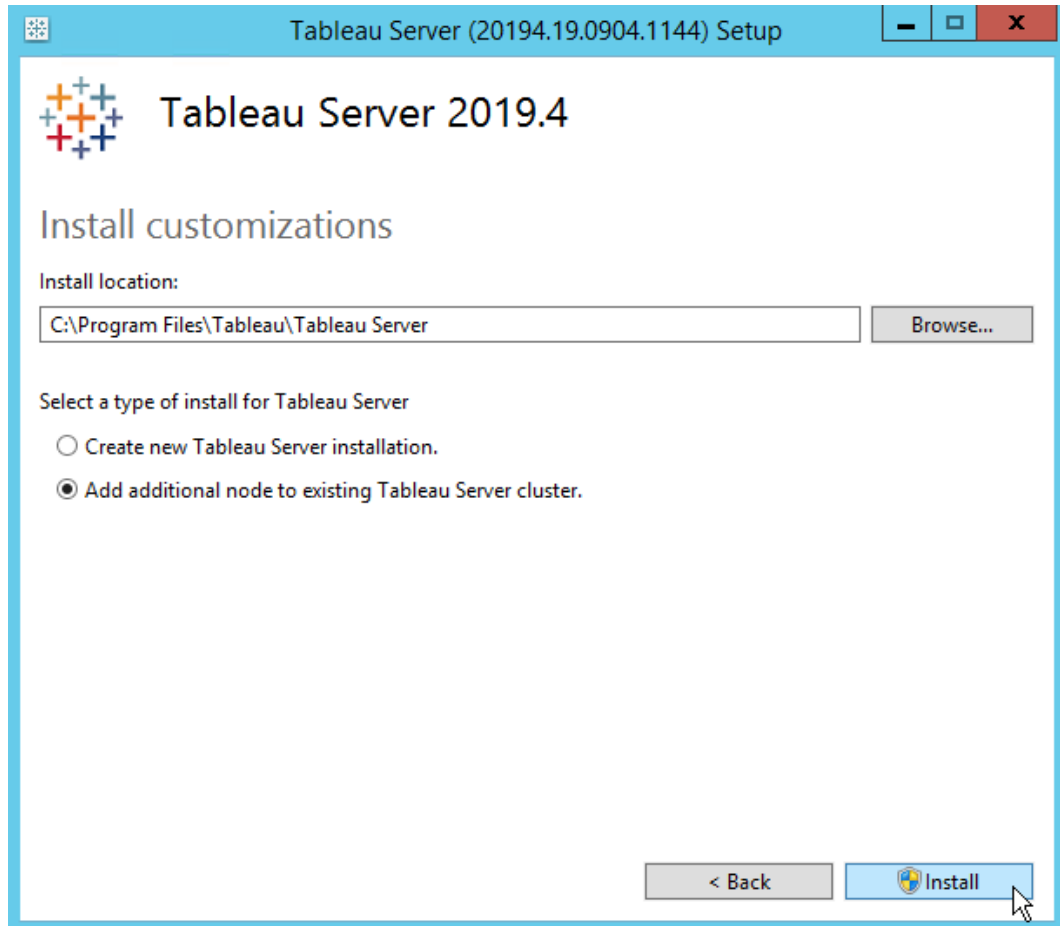 Tableau Server (20194.19.0904.1144) Setup
Tableau Server 2019.4
Install customizations
Install location:
C:\Program Files\Tableau\Tableau Server
Browse...
Select a type of install for Tableau Server
Create new Tableau Server installation.
Add additional node to existing Tableau Server cluster.
< Back
Install